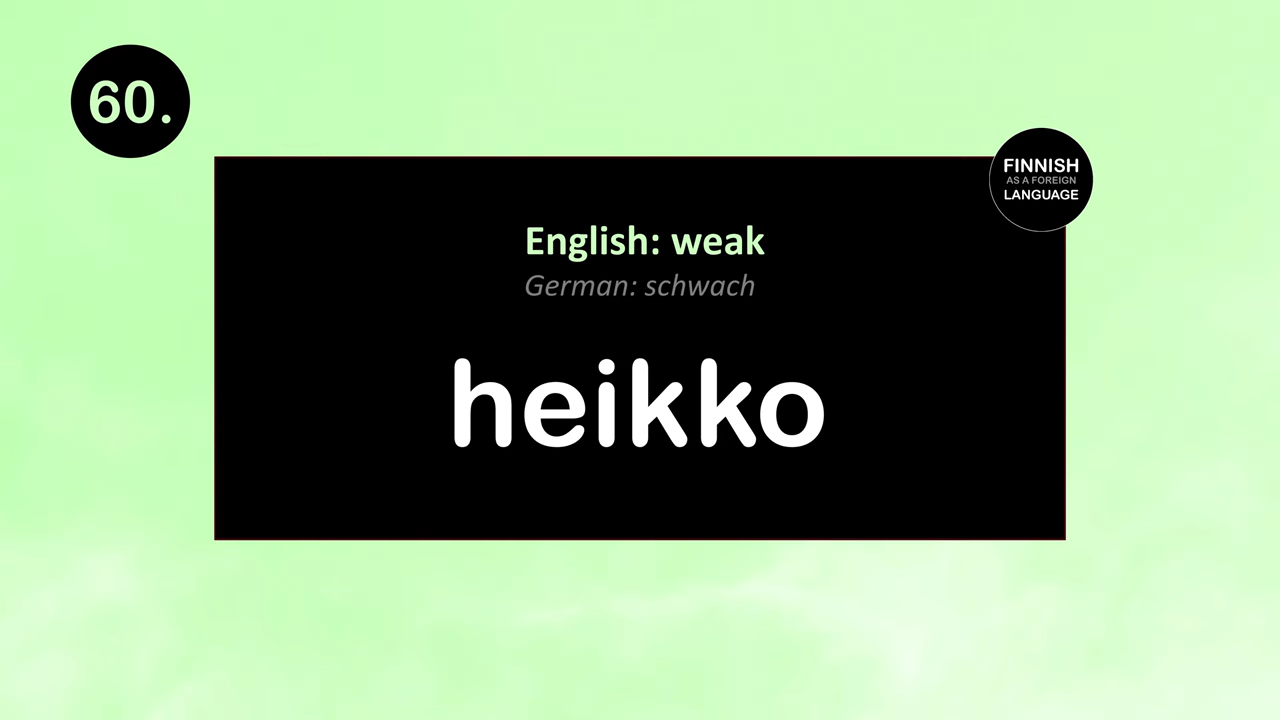 60.
FINNISH
AS A FOREIGN
LANGUAGE
English: weak
German: schwach
heikko